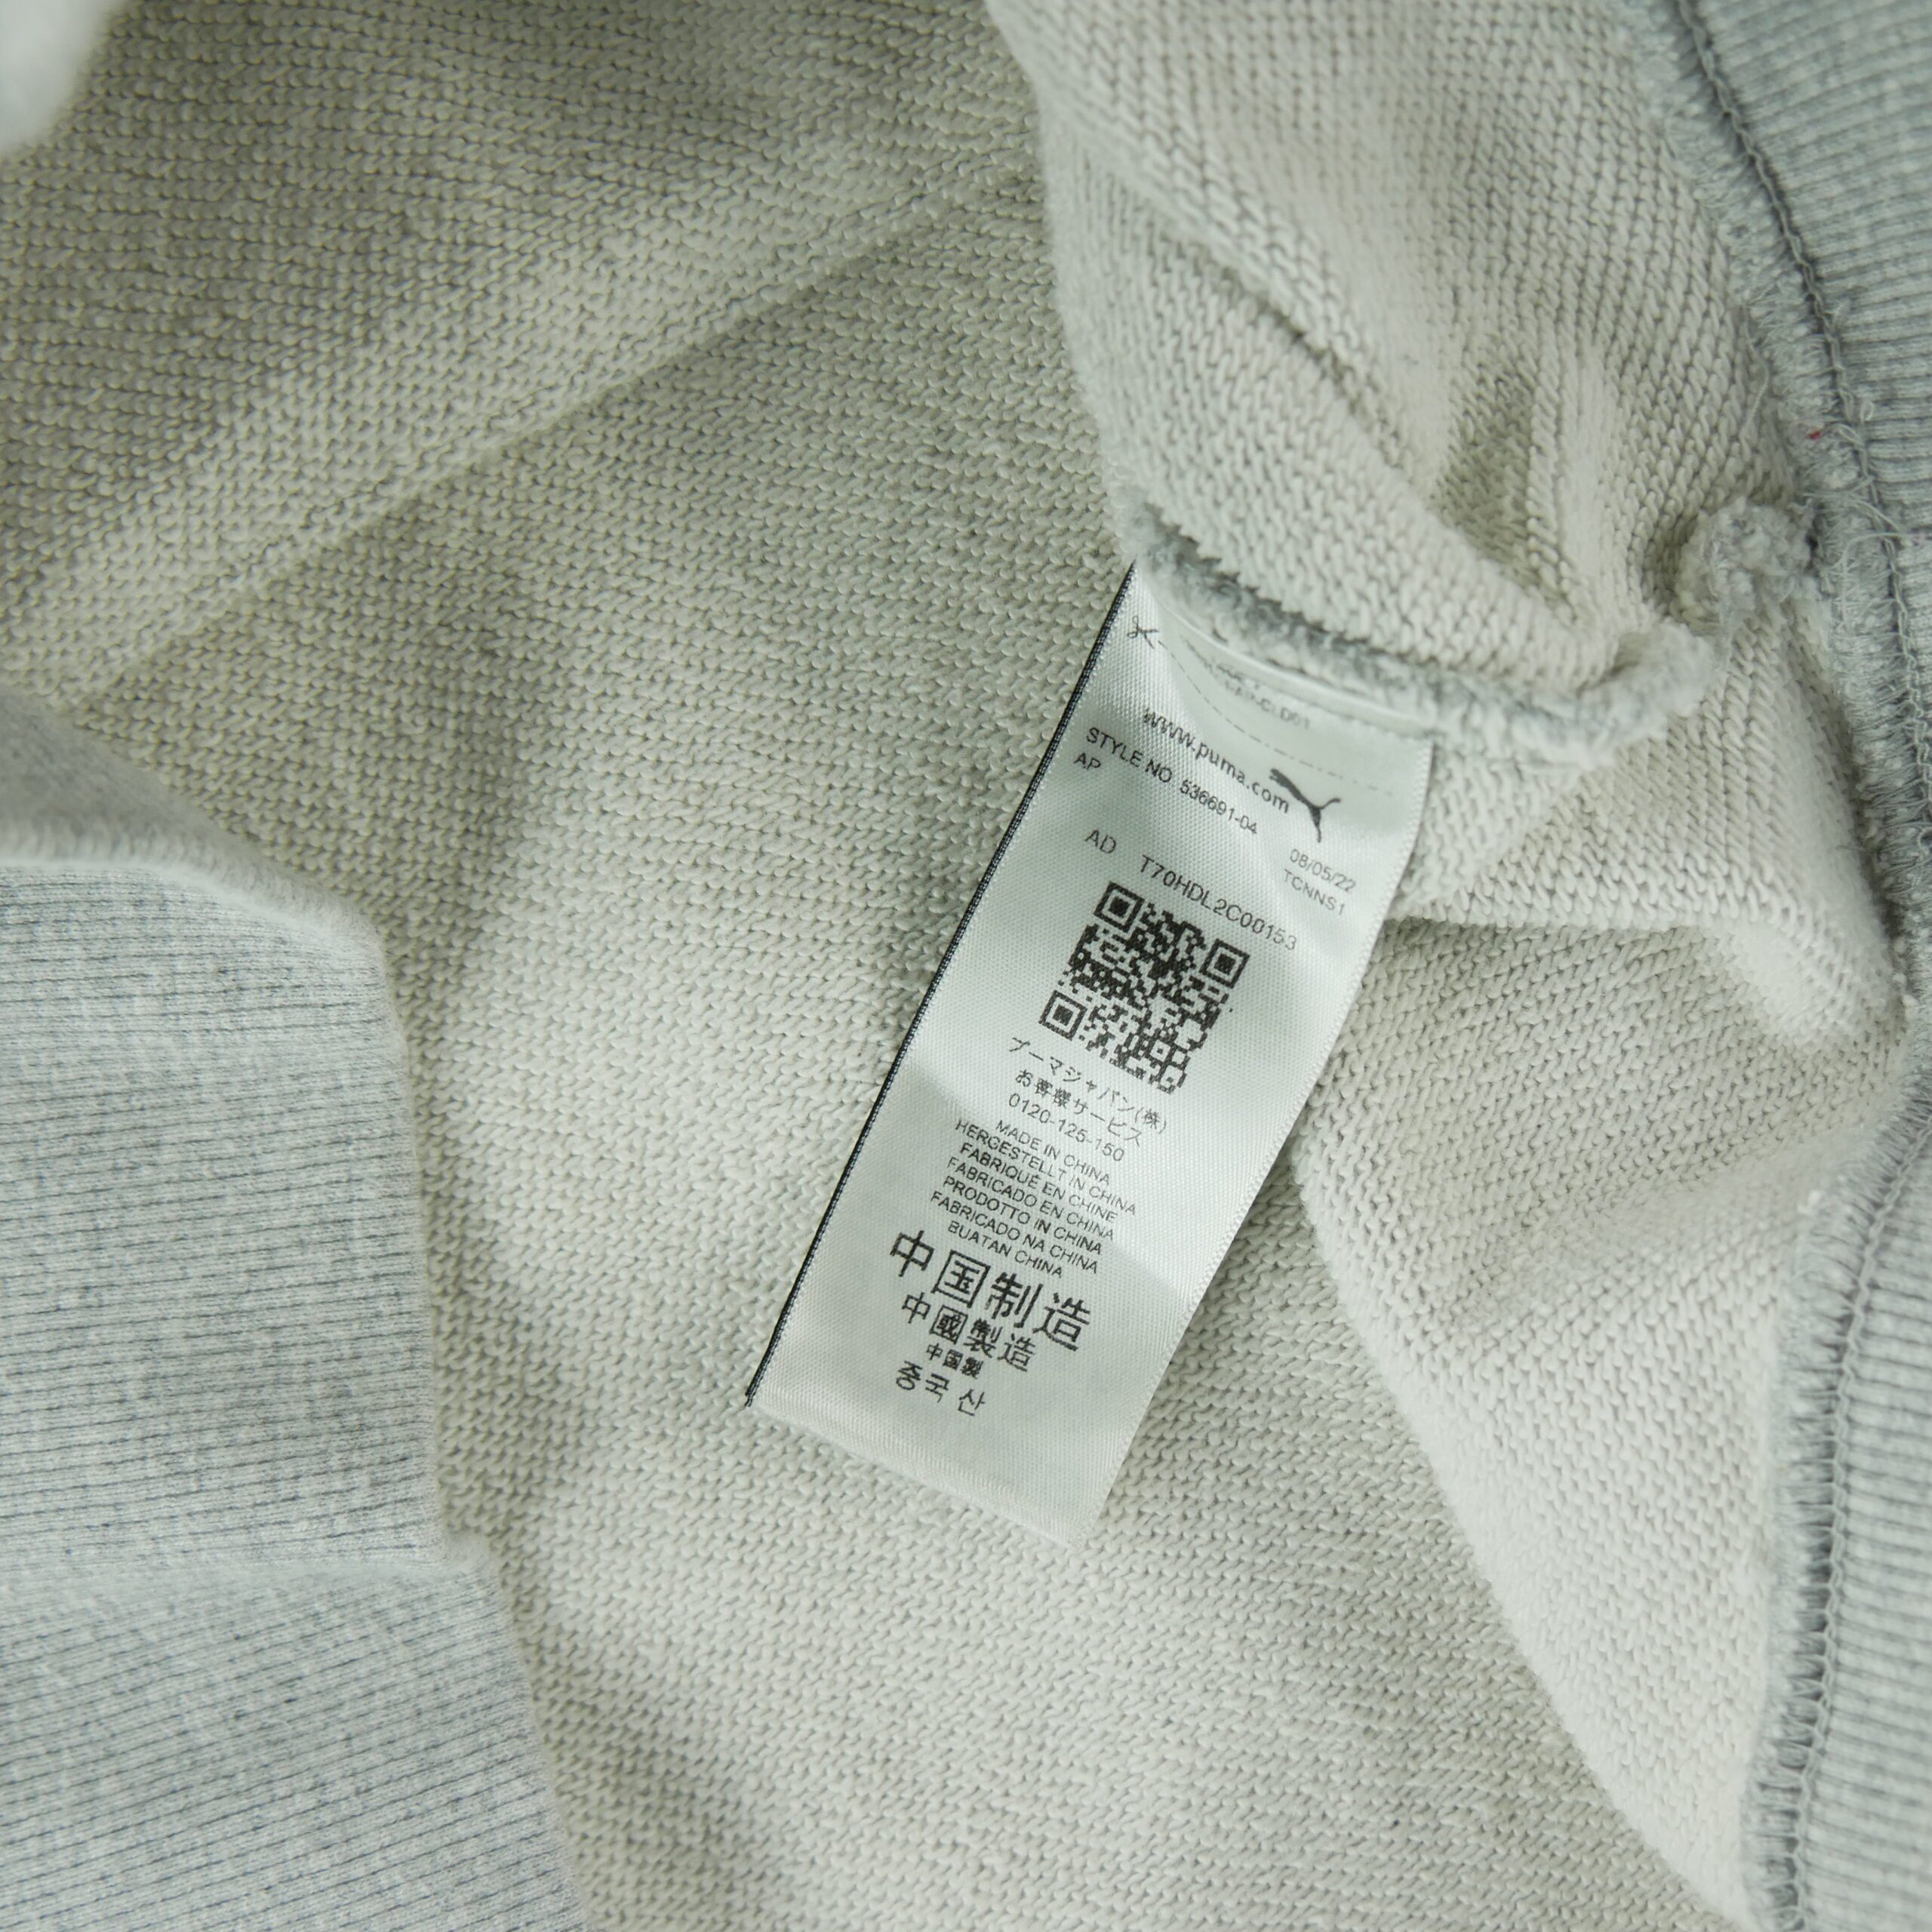 www.puma.com
STYLE NO 536691-04
AP
08/05/22
TCNNS1
AD T70HDL2C00153
プーマジャパン(株)
お客様サービス
0120-125-150
MADE IN CHINA
HERGESTELLT IN CHINA
FABRIQUÉ EN CHINE
FABRICADO EN CHINA
PRODOTTO IN CHINA
FABRICADO NA CHINA
BUATAN CHINA
中国制造
中國製造
中国製
중국 산